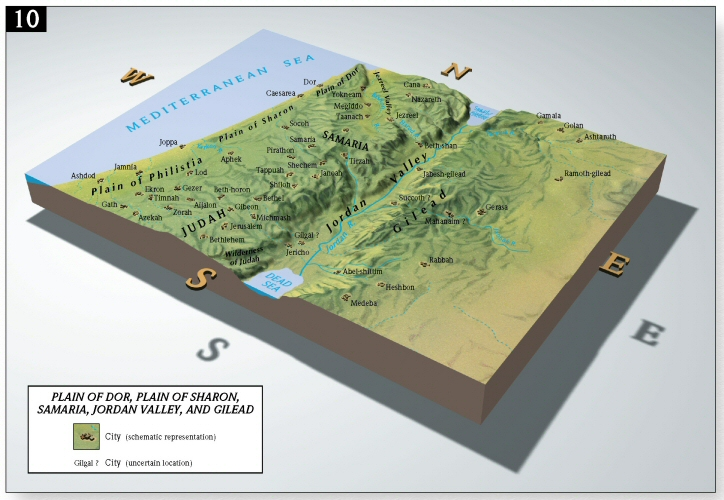 10
W
N
MEDITERRANEAN SEA
Dor
Plain of Dor
Caesarea
Yokneam
Megiddo
Taanach
Jezreel Valley
Cana
Nazareth
Jezreel
Gamala
Golan
Ashtaroth
Plain of Sharon
Socoh
Samaria
SAMARIA
Beth-shan
Joppa
Pirathon
Aphek
Shechem
Tirzah
Jordan Valley
Jabesh-gilead
Ramoth-gilead
Jamnia
Plain of Philistia
Lod
Tappuah
Janoah
Ashdod
Shiloh
Ekron
Gezer
Beth-horon
Bethel
Succoth ?
Gilead
Gerasa
Mahanaim ?
Timnah
Aijalon
Gibeon
Gath
Zorah
Azekah
JUDAH
Michmash
Jerusalem
Bethlehem
Gilgal ?
Jericho
Jordan R.
Wilderness
of Judah
Rabbah
Abel-shittim
DEAD
SEA
Heshbon
Medeba
S
E
S
E
PLAIN OF DOR, PLAIN OF SHARON,
SAMARIA, JORDAN VALLEY, AND GILEAD
City (schematic representation)
Gilgal ? City (uncertain location)